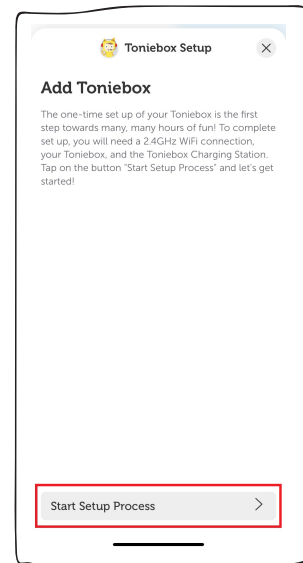 Toniebox Setup
Add Toniebox
The one-time set up of your Toniebox is the first
step towards many, many hours of fun! To complete
set up, you will need a 2.4GHz WiFi connection,
your Toniebox, and the Toniebox Charging Station.
Tap on the button "Start Setup Process" and let's get
started!
Start Setup Process